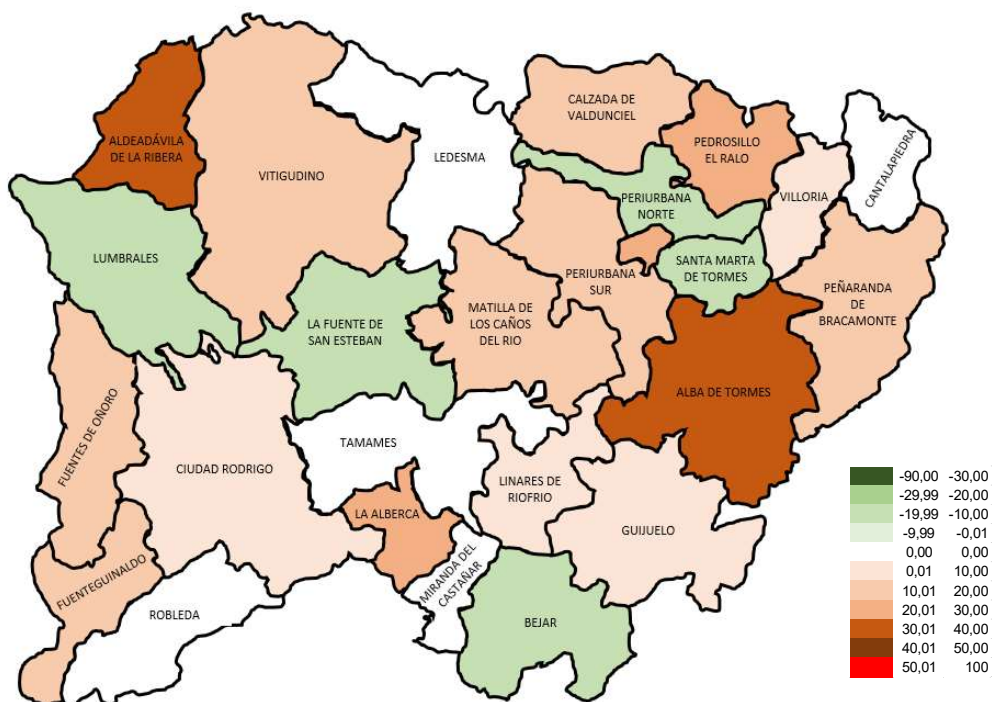 ALDEADÁVILA
DE LA RIBERA
VITIGUDINO
LEDESMA
CALZADA DE
VALDUNCIEL
PEDROSILLO
EL RALO
CANTALAPIEDRA
VILLORIA
PERIURBANA
NORTE
LUMBRALES
SANTA MARTA
DE TORMES
PERIURBANA
SUR
PEÑARANDA
DE
BRACAMONTE
LA FUENTE DE
SAN ESTEBAN
MATILLA DE
LOS CAÑOS
DEL RIO
ALBA DE TORMES
FUENTES DE OÑORO
TAMAMES
CIUDAD RODRIGO
LINARES DE
RIOFRIO
LA ALBERCA
GUIJUELO
FUENTEGUINALDO
MIRANDA DEL
CASTAÑAR
ROBLEDA
BEJAR
-90,00 -30,00
-29,99 -20,00
-19,99 -10,00
-9,99 -0,01
0,00 0,00
0,01 10,00
10,01 20,00
20,01 30,00
30,01 40,00
40,01 50,00
50,01 100